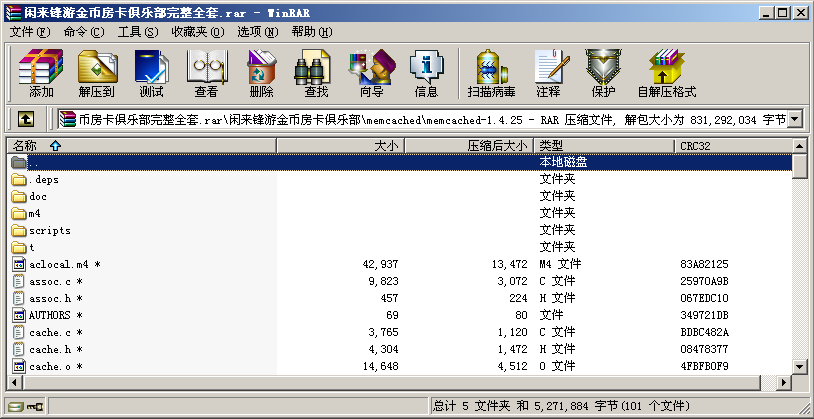 闲来锋游金币房卡俱乐部完整全套.rar - WinRAR
文件(F) 命令(C) 工具(S) 收藏夹(O) 选项(N) 帮助(H)
添加 解压到 测试 查看 删除 查找 向导 信息 扫描病毒 注释 保护 自解压格式
币房卡俱乐部完整全套.rar\闲来锋游金币房卡俱乐部\memcached\memcached-1.4.25 - RAR 压缩文件, 解包大小为 831,292,034 字节
名称 大小 压缩后大小 类型 CRC32
.. 本地磁盘
.deps 文件夹
doc 文件夹
m4 文件夹
scripts 文件夹
t 文件夹
aclocal.m4 * 42,937 13,472 M4 文件 83A82125
assoc.c * 9,823 3,072 C 文件 25970A9B
assoc.h * 457 224 H 文件 067EDC10
AUTHORS * 69 80 文件 349721DB
cache.c * 3,765 1,120 C 文件 BDBC482A
cache.h * 4,304 1,472 H 文件 08478377
cache.o * 14,648 4,512 O 文件 4FBFB0F9
总计 5 文件夹 和 5,271,884 字节(101 个文件)